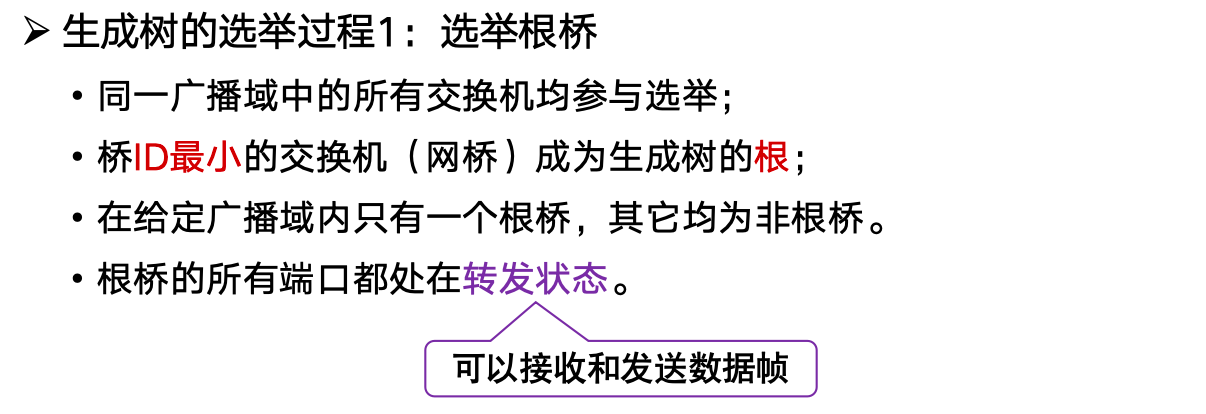 ➢ 生成树的选举过程1：选举根桥
• 同一广播域中的所有交换机均参与选举；
• 桥ID最小的交换机（网桥）成为生成树的根；
• 在给定广播域内只有一个根桥，其它均为非根桥。
• 根桥的所有端口都处在转发状态。
可以接收和发送数据帧